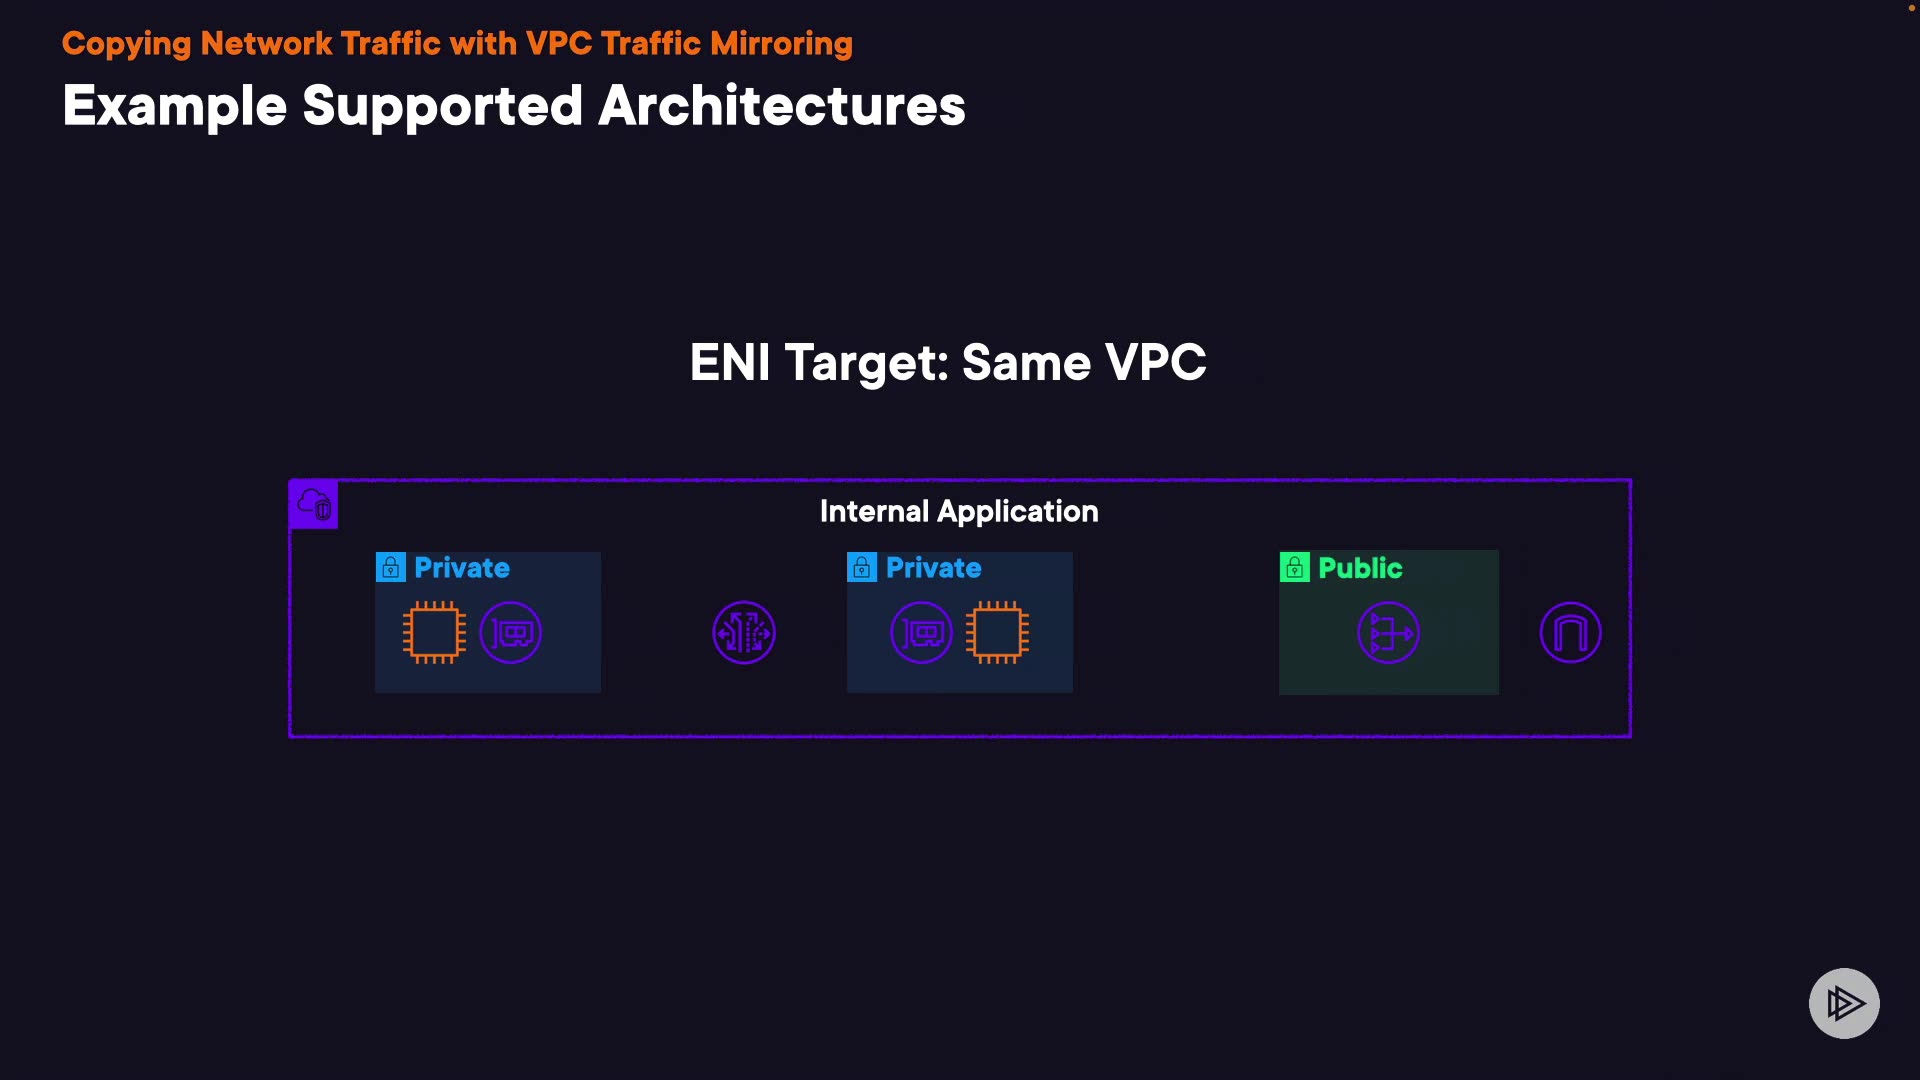 Copying Network Traffic with VPC Traffic Mirroring
Example Supported Architectures
ENI Target: Same VPC
Internal Application
Private
Private
Public